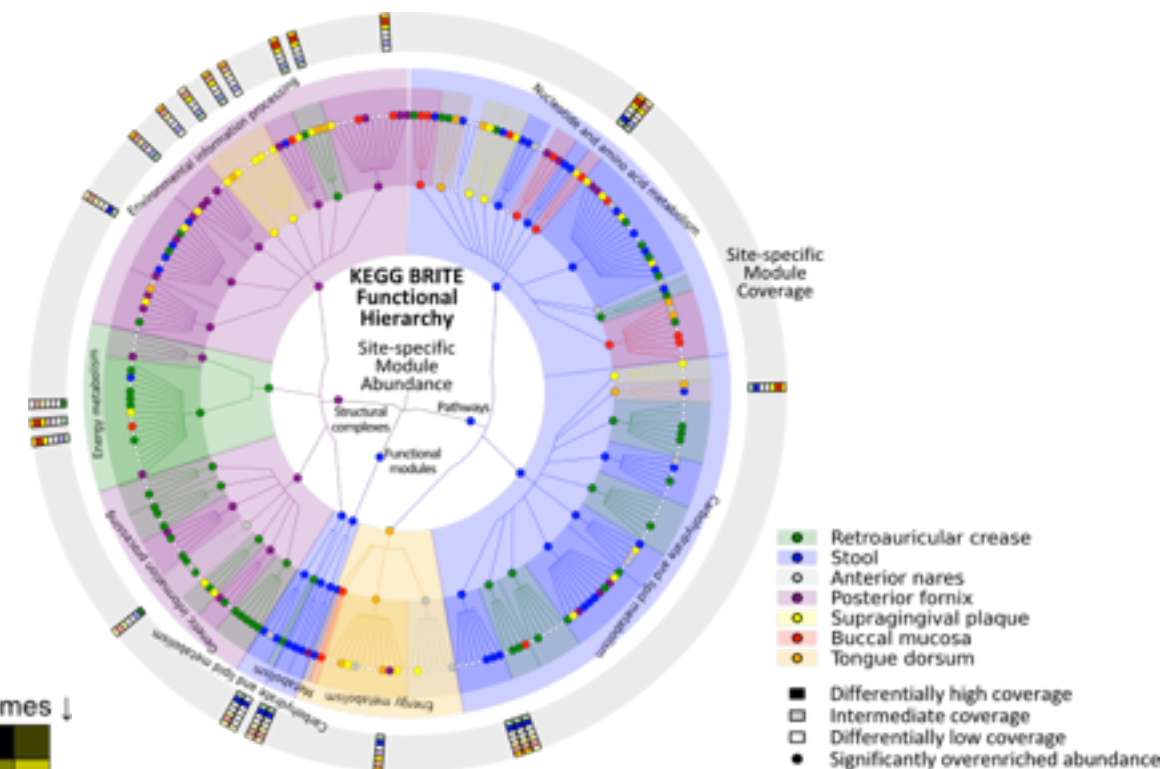 Nucleotide and amino acid metabolism
Environmental information processing
Site-specific
Module
Coverage
KEGG BRITE
Functional
Hierarchy
Site-specific
Module
Abundance
Pathways
Structural
complexes
Functional
modules
Energy metabolism
Genetic information processing
Carbohydrate and lipid metabolism
Metabolism
Energy metabolism
Carbohydrate and lipid metabolism
Retroauricular crease
Stool
Anterior nares
Posterior fornix
Supragingival plaque
Buccal mucosa
Tongue dorsum
Differentially high coverage
Intermediate coverage
Differentially low coverage
Significantly overenriched abundance
mes ↓